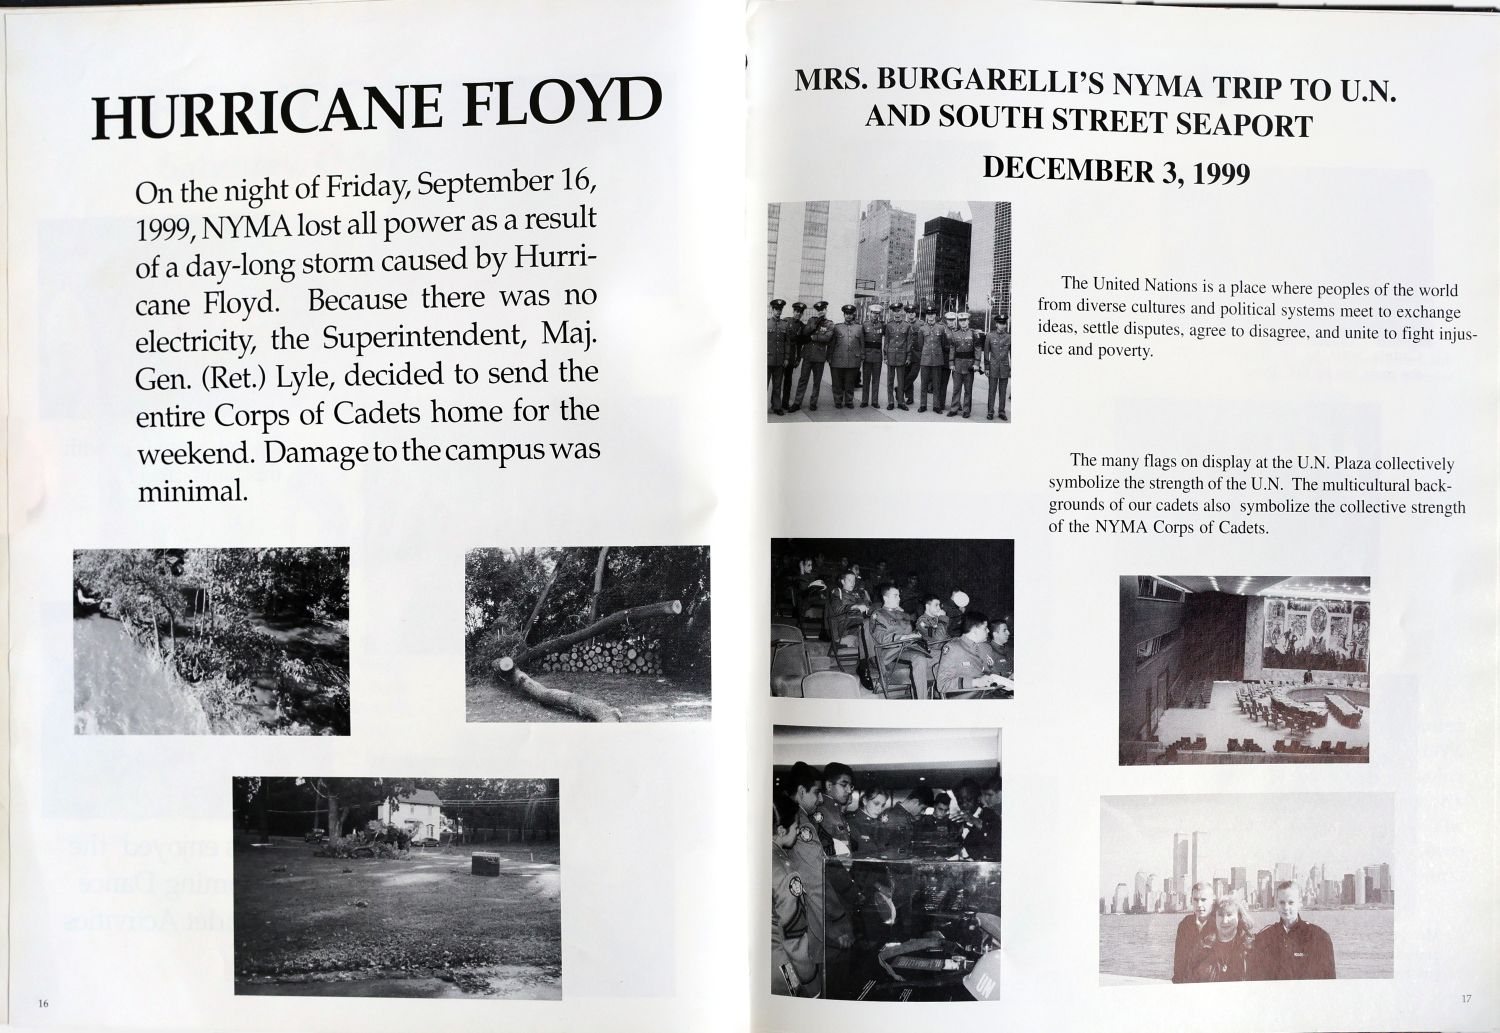 HURRICANE FLOYD
On the night of Friday, September 16,
1999, NYMA lost all power as a result
of a day-long storm caused by Hurri-
cane Floyd. Because there was no
electricity, the Superintendent, Maj.
Gen. (Ret.) Lyle, decided to send the
entire Corps of Cadets home for the
weekend. Damage to the campus was
minimal.
16
MRS. BURGARELLI'S NYMA TRIP TO U.N.
AND SOUTH STREET SEAPORT
DECEMBER 3, 1999
The United Nations is a place where peoples of the world
from diverse cultures and political systems meet to exchange
ideas, settle disputes, agree to disagree, and unite to fight injus-
tice and poverty.
The many flags on display at the U.N. Plaza collectively
symbolize the strength of the U.N. The multicultural back-
grounds of our cadets also symbolize the collective strength
of the NYMA Corps of Cadets.
UN
17